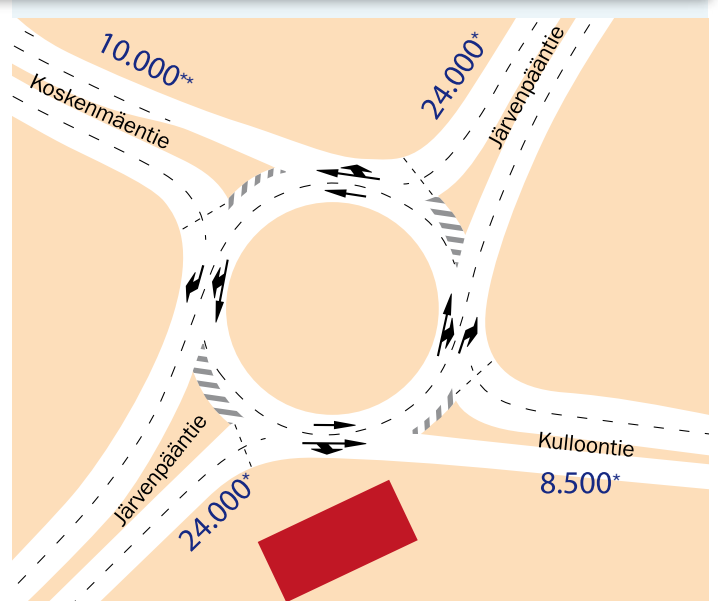 10.000**
Koskenmäentie
24.000*
Järvenpääntie
Kulloontie
8.500*
Järvenpääntie
24.000*